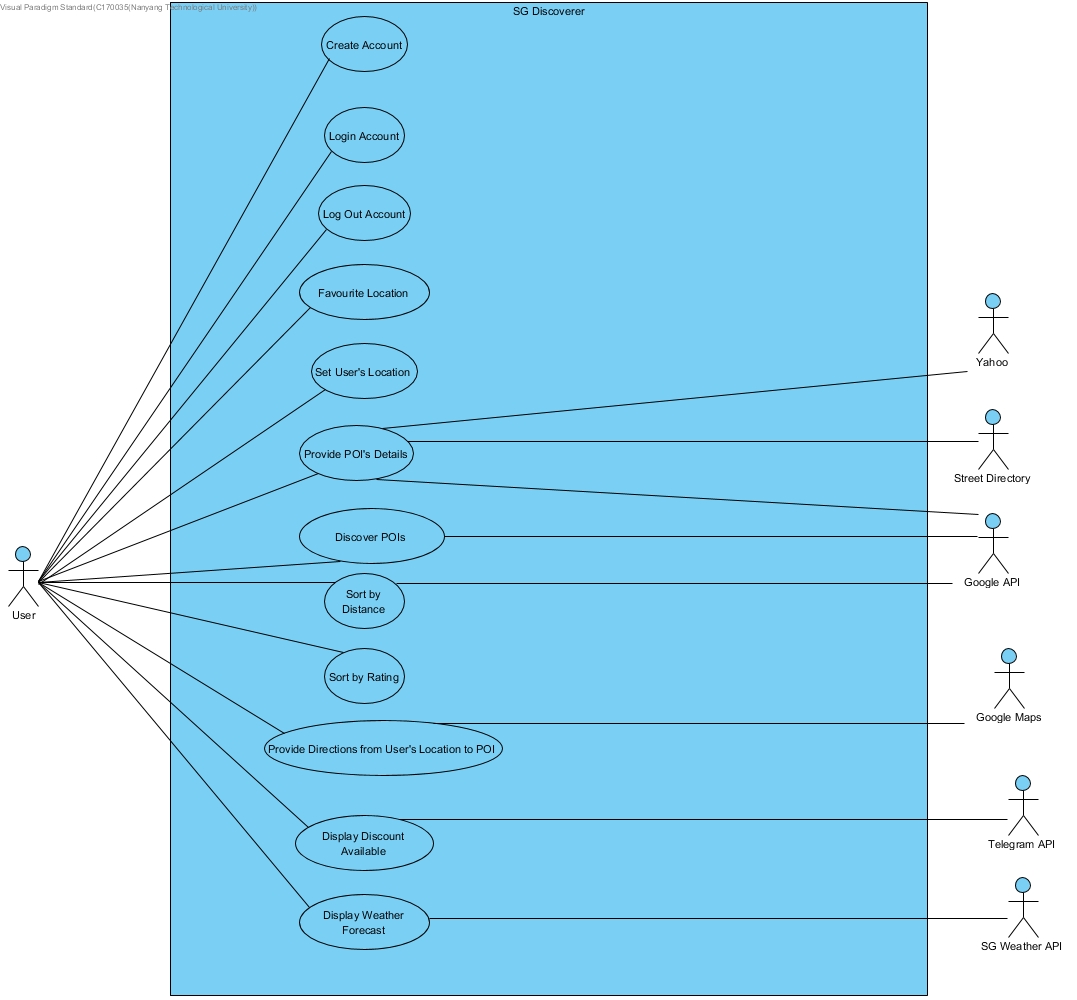 Visual Paradigm Standard(C170035(Nanyang Technological University))
SG Discoverer
Create Account
Login Account
Log Out Account
Favourite Location
Set User's Location
Yahoo
Provide POI's Details
Street Directory
Discover POIs
Google API
User
Sort by
Distance
Sort by Rating
Google Maps
Provide Directions from User's Location to POI
Display Discount
Available
Telegram API
Display Weather
Forecast
SG Weather API